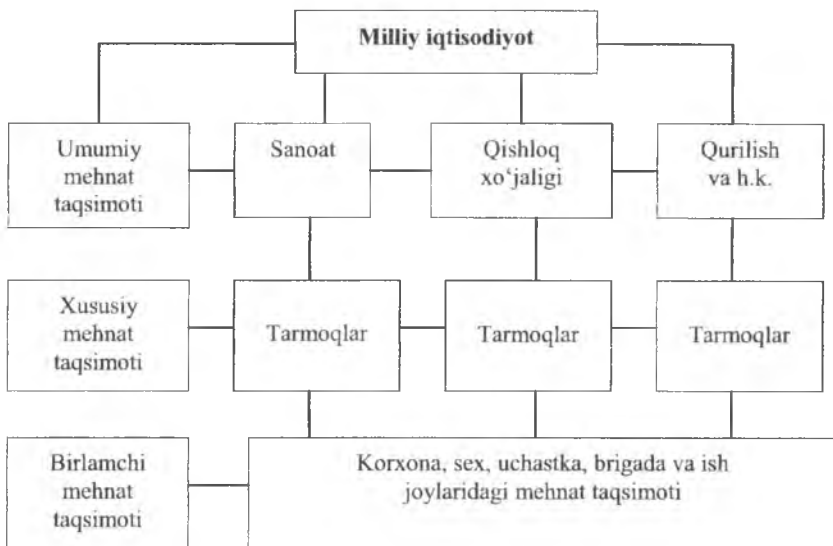 Milliy iqtisodiyot
Umumiy
mehnat
taqsimoti
Sanoat
Qishloq
xo‘jaligi
Qurilish
va h.k.
Xususiy
mehnat
taqsimoti
Tarmoqlar
Tarmoqlar
Tarmoqlar
Birlamchi
mehnat
taqsimoti
Korxona, sex, uchastka, brigada va ish
joylaridagi mehnat taqsimoti